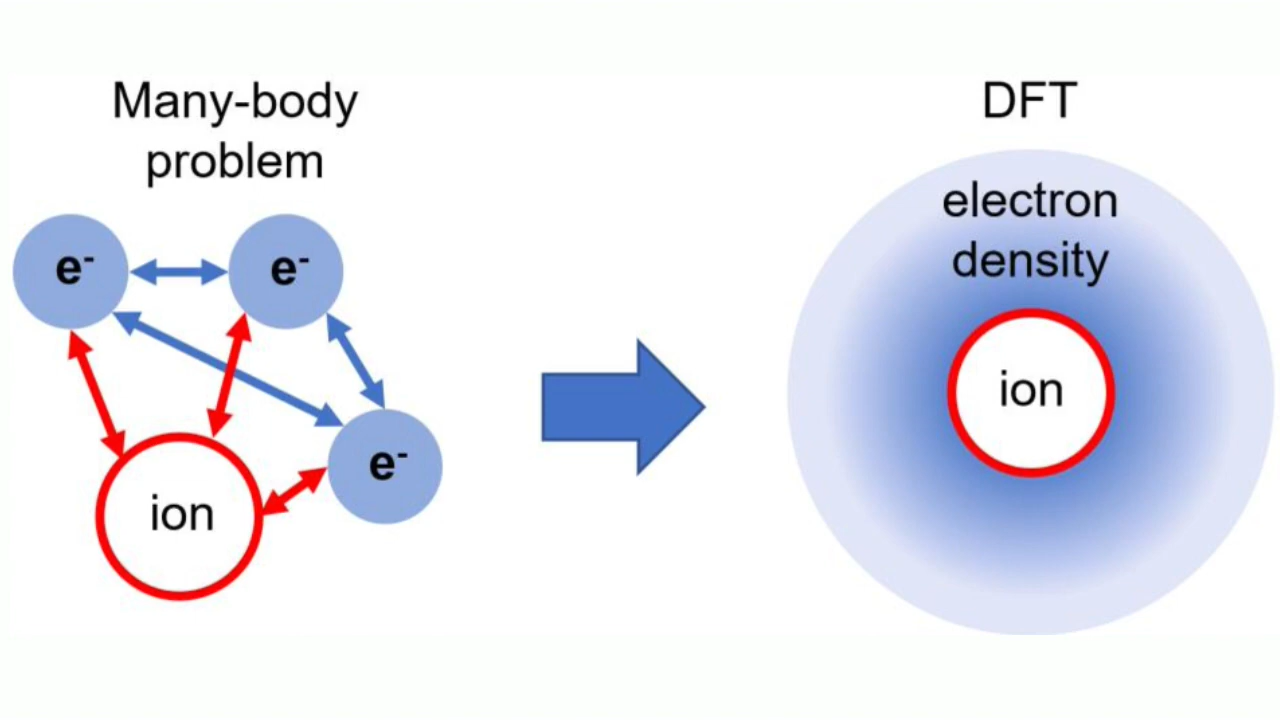 Many-body
problem
e-
e-
e-
ion
DFT
electron
density
ion